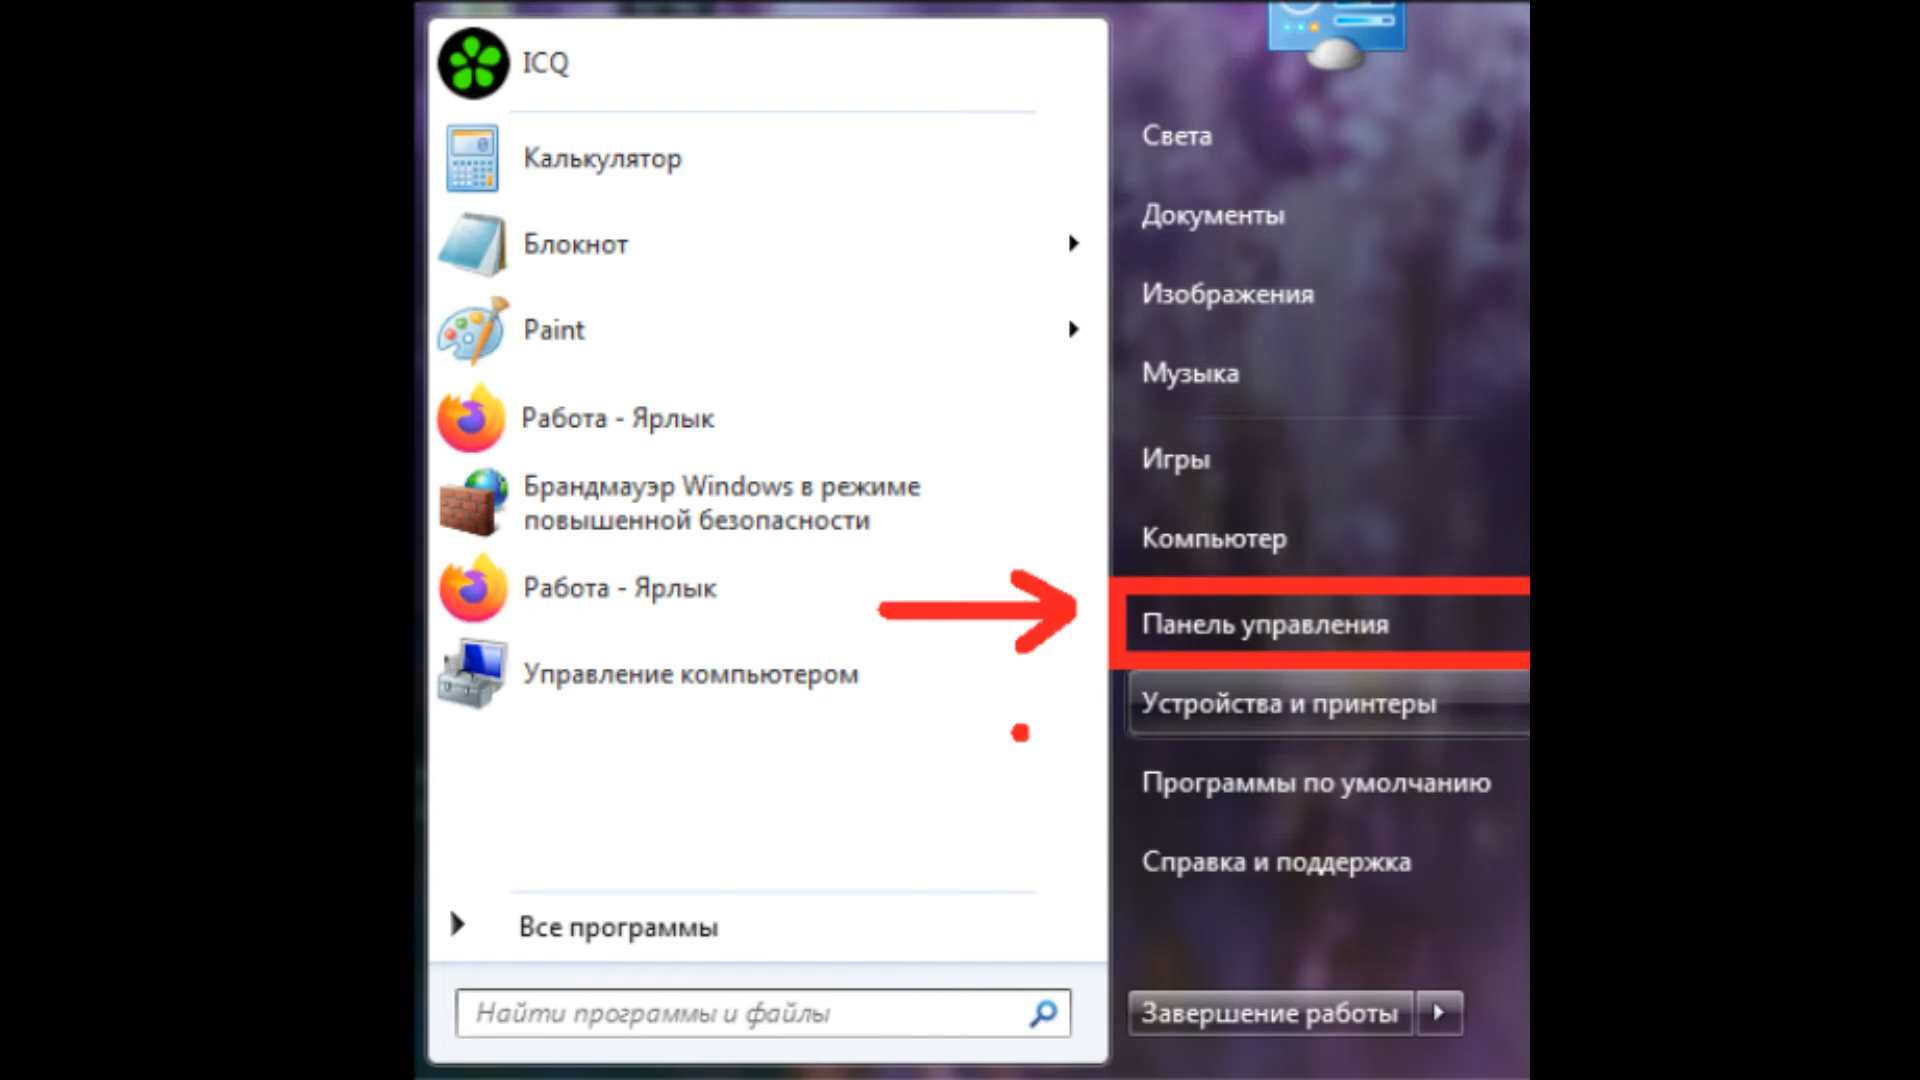 ICQ
Калькулятор
Блокнот
Paint
Работа - Ярлык
Брандмауэр Windows в режиме
повышенной безопасности
Работа - Ярлык
Управление компьютером
Все программы
Найти программы и файлы
Света
Документы
Изображения
Музыка
Игры
Компьютер
Панель управления
Устройства и принтеры
Программы по умолчанию
Справка и поддержка
Завершение работы